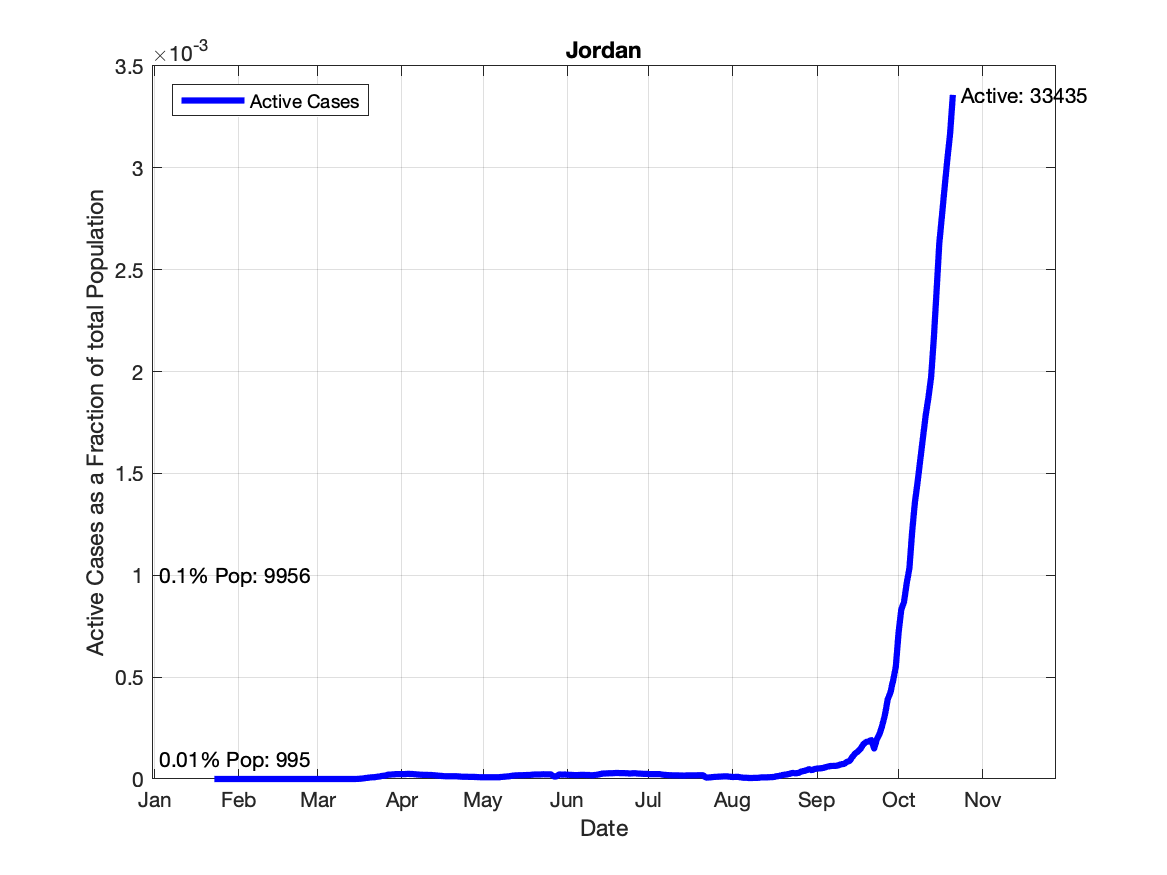 Jordan
×10-3
3.5
Active Cases
Active: 33435
3
2.5
2
1.5
1
0.1% Pop: 9956
0.5
0.01% Pop: 995
0
Active Cases as a Fraction of total Population
Jan Feb Mar Apr May Jun Jul Aug Sep Oct Nov
Date